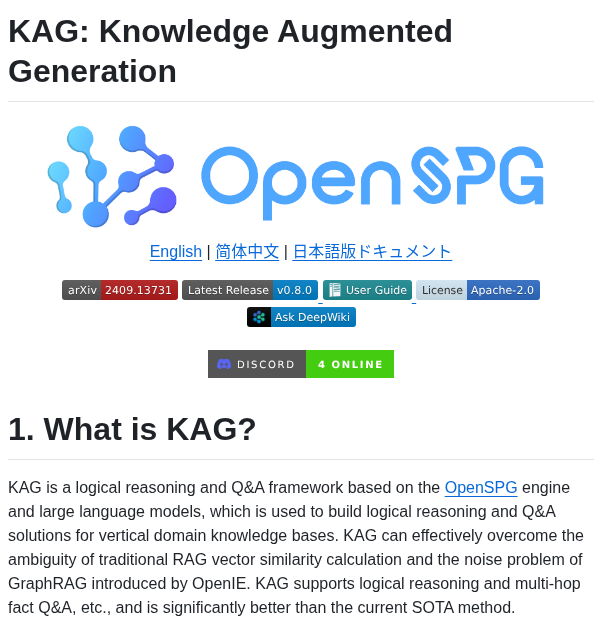 KAG: Knowledge Augmented
Generation
OpenSPG
English | 简体中文 | 日本語版ドキュメント
arXiv 2409.13731 Latest Release v0.8.0 User Guide License Apache-2.0
Ask DeepWiki
DISCORD 4 ONLINE
1. What is KAG?
KAG is a logical reasoning and Q&A framework based on the OpenSPG engine
and large language models, which is used to build logical reasoning and Q&A
solutions for vertical domain knowledge bases. KAG can effectively overcome the
ambiguity of traditional RAG vector similarity calculation and the noise problem of
GraphRAG introduced by OpenIE. KAG supports logical reasoning and multi-hop
fact Q&A, etc., and is significantly better than the current SOTA method.